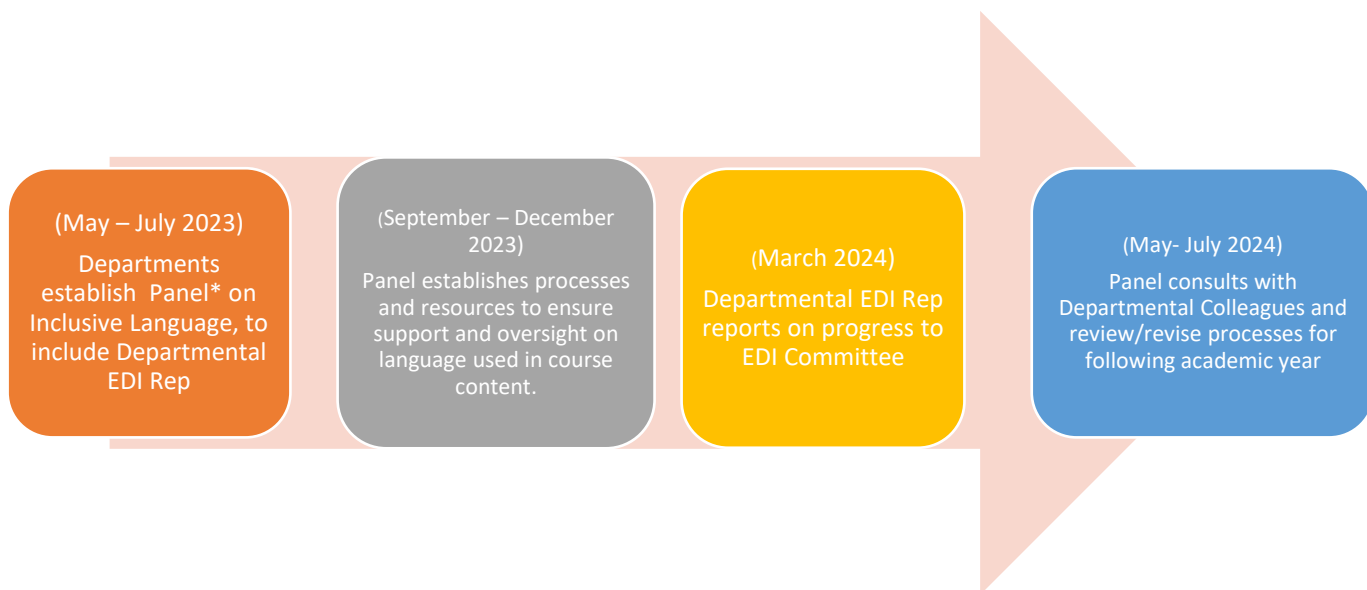 (May – July 2023)
Departments
establish  Panel* on
Inclusive Language, to
include Departmental
EDI Rep
(September – December
2023)
Panel establishes processes
and resources to ensure
support and oversight on
language used in course
content.
(March 2024)
Departmental EDI Rep
reports on progress to
EDI Committee
(May- July 2024)
Panel consults with
Departmental Colleagues and
review/revise processes for
following academic year